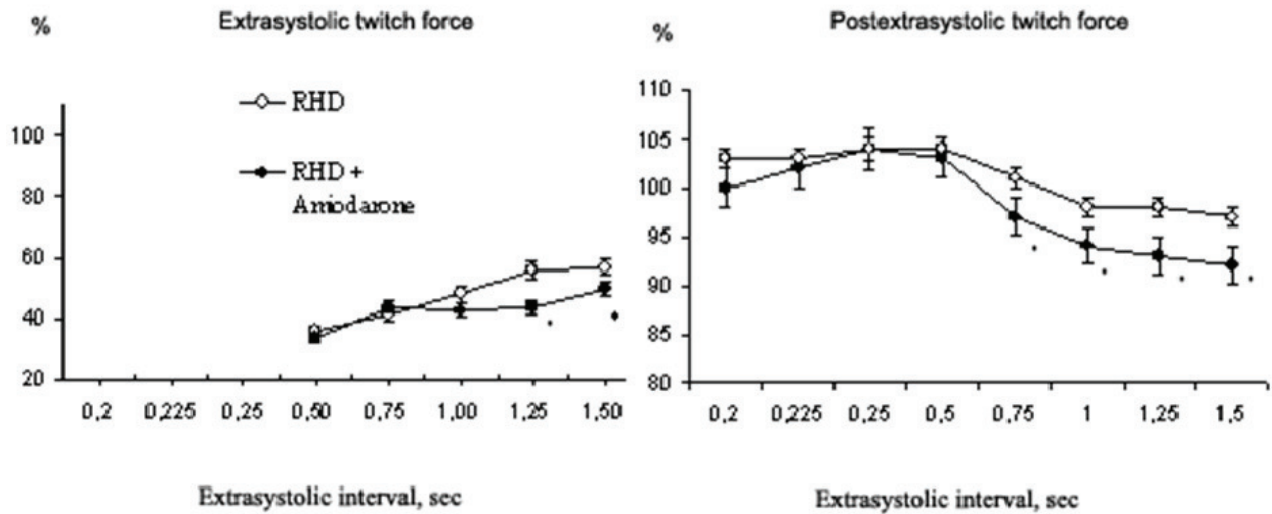 Extrasystolic twitch force
%
RHD
RHD +
Amiodarone
100
80
60
40
20
0,2 0,225 0,25 0,50 0,75 1,00 1,25 1,50
Extrasystolic interval, sec
Postextrasystolic twitch force
%
110
105
100
95
90
85
80
0,2 0,225 0,25 0,5 0,75 1 1,25 1,5
Extrasystolic interval, sec